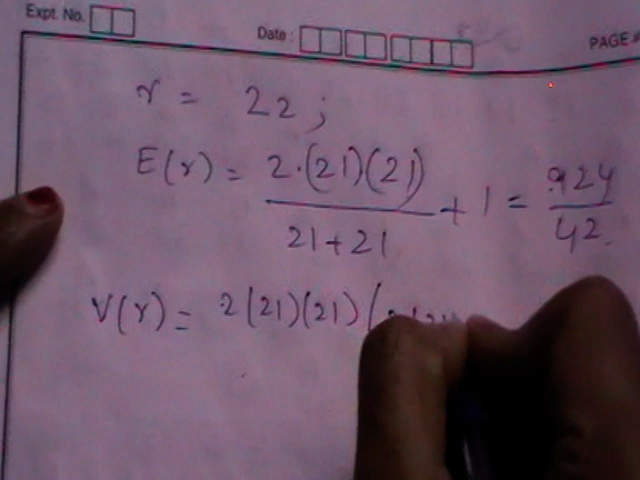 Expt. No.
Date :
PAGE
r = 22 ;
E(r) = 2.(21)(21) / 21+21 + 1 = 924 / 42
V(r) = 2(21)(21)(